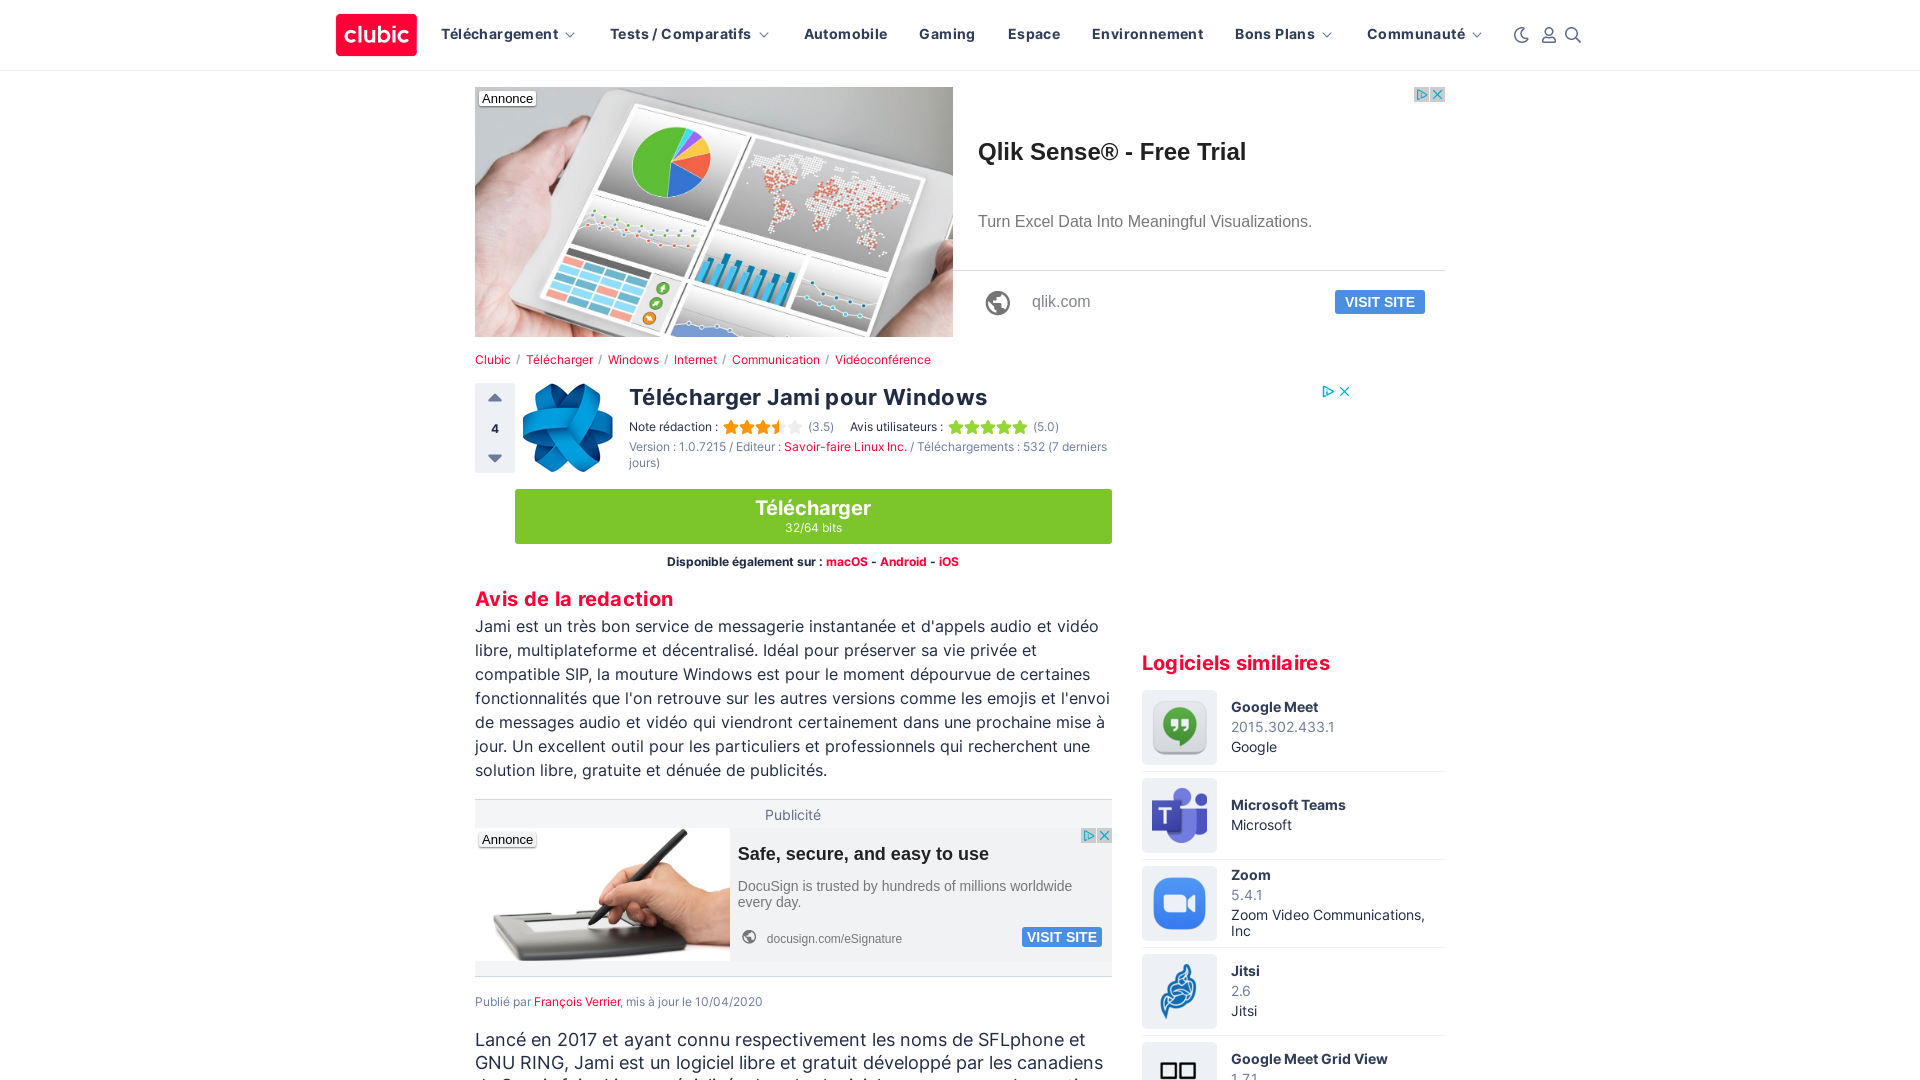 clubic
Téléchargement
Tests / Comparatifs
Automobile
Gaming
Espace
Environnement
Bons Plans
Communauté
Annonce
Qlik Sense® - Free Trial
Turn Excel Data Into Meaningful Visualizations.
qlik.com
VISIT SITE
Clubic / Télécharger / Windows / Internet / Communication / Vidéoconférence
4
Télécharger Jami pour Windows
Note rédaction : (3.5) Avis utilisateurs : (5.0)
Version : 1.0.7215 / Editeur : Savoir-faire Linux Inc. / Téléchargements : 532 (7 derniers
jours)
Télécharger
32/64 bits
Disponible également sur : macOS - Android - iOS
Avis de la redaction
Jami est un très bon service de messagerie instantanée et d'appels audio et vidéo
libre, multiplateforme et décentralisé. Idéal pour préserver sa vie privée et
compatible SIP, la mouture Windows est pour le moment dépourvue de certaines
fonctionnalités que l'on retrouve sur les autres versions comme les emojis et l'envoi
de messages audio et vidéo qui viendront certainement dans une prochaine mise à
jour. Un excellent outil pour les particuliers et professionnels qui recherchent une
solution libre, gratuite et dénuée de publicités.
Publicité
Annonce
Safe, secure, and easy to use
DocuSign is trusted by hundreds of millions worldwide
every day.
docusign.com/eSignature
VISIT SITE
Publié par François Verrier, mis à jour le 10/04/2020
Lancé en 2017 et ayant connu respectivement les noms de SFLphone et
GNU RING, Jami est un logiciel libre et gratuit développé par les canadiens
Logiciels similaires
Google Meet
2015.302.433.1
Google
Microsoft Teams
Microsoft
Zoom
5.4.1
Zoom Video Communications,
Inc
Jitsi
2.6
Jitsi
Google Meet Grid View